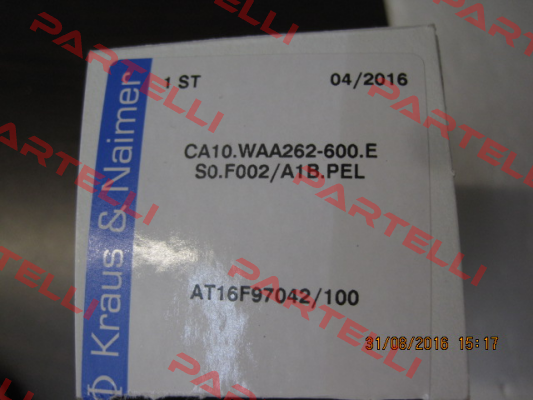 Kraus & Naimer
1 ST 04/2016
CA10.WAA262-600.E
S0.F002/A1B.PEL
AT16F97042/100
31/08/2016 15:17
PARTELLI
PARTELLI
PARTELLI
PARTELLI
PARTELLI
PARTELLI